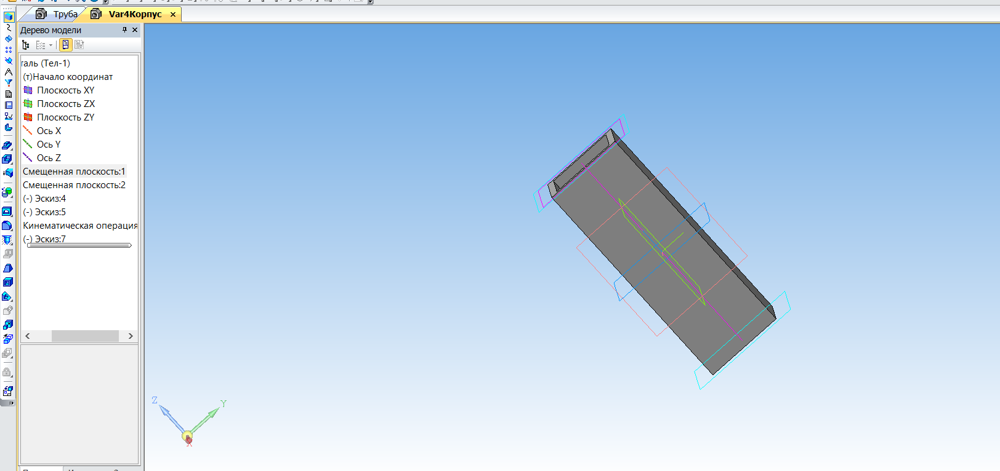 Труба
Var4Корпус
Дерево модели
таль (Тел-1)
(т)Начало координат
Плоскость XY
Плоскость ZX
Плоскость ZY
Ось X
Ось Y
Ось Z
Смещенная плоскость:1
Смещенная плоскость:2
(-) Эскиз:4
(-) Эскиз:5
Кинематическая операция
(-) Эскиз:7
Z
Y
X